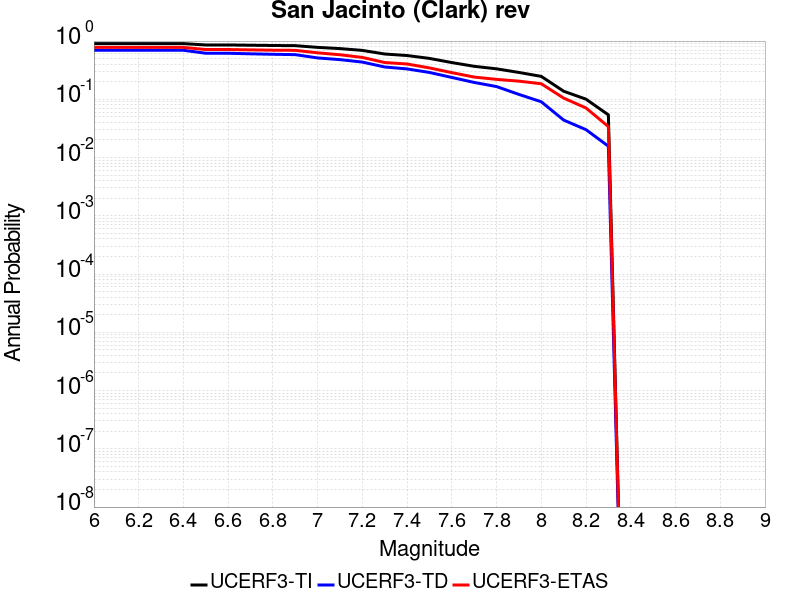 San Jacinto (Clark) rev
10^0
10^-1
10^-2
10^-3
10^-4
10^-5
10^-6
10^-7
10^-8
Annual Probability
6 6.2 6.4 6.6 6.8 7 7.2 7.4 7.6 7.8 8 8.2 8.4 8.6 8.8 9
Magnitude
UCERF3-TI UCERF3-TD UCERF3-ETAS